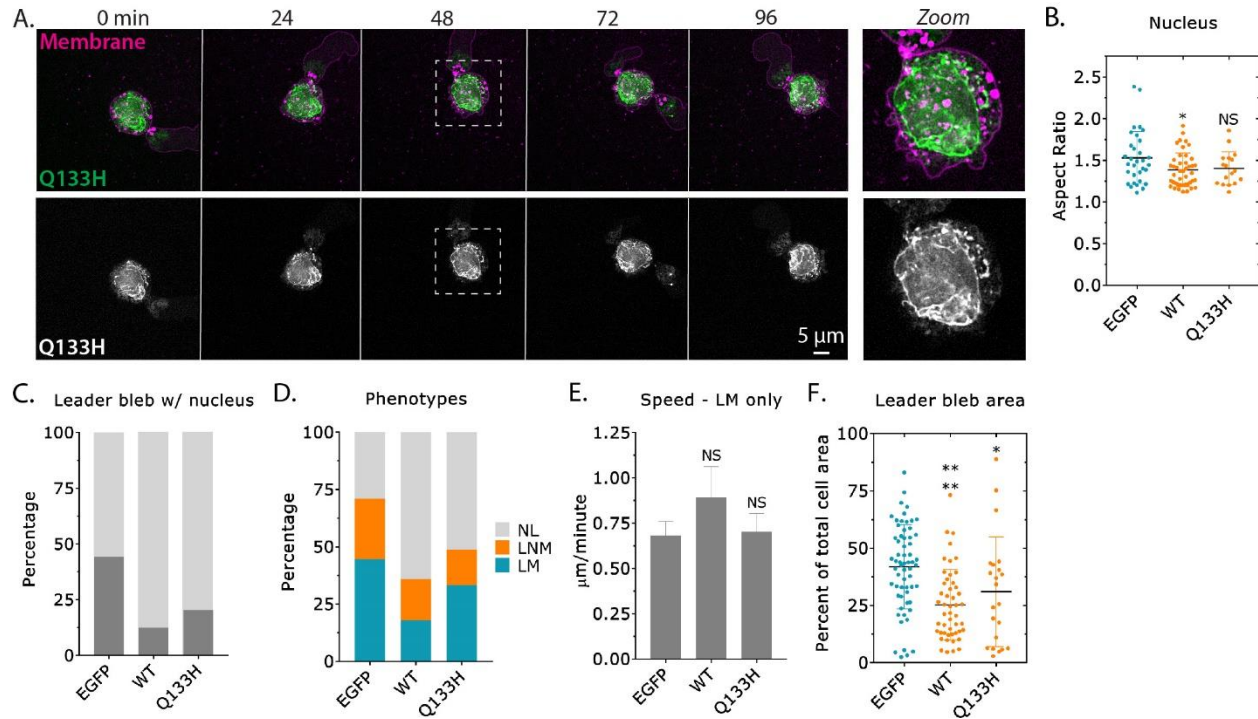 A.
0 min 24 48 72 96 Zoom
Membrane
Q133H
Q133H
5 μm
B. Nucleus
Aspect Ratio
2.5
2.0
1.5
1.0
0.5
0.0
* NS
EGFP WT Q133H
C. Leader bleb w/ nucleus
Percentage
100
75
50
25
0
EGFP WT Q133H
D. Phenotypes
Percentage
100
75
50
25
0
EGFP WT Q133H
NL
LNM
LM
E. Speed - LM only
μm/minute
1.25
1.00
0.75
0.50
0.25
0.00
NS NS
EGFP WT Q133H
F. Leader bleb area
Percent of total cell area
100
75
50
25
0
** *
**
EGFP WT Q133H